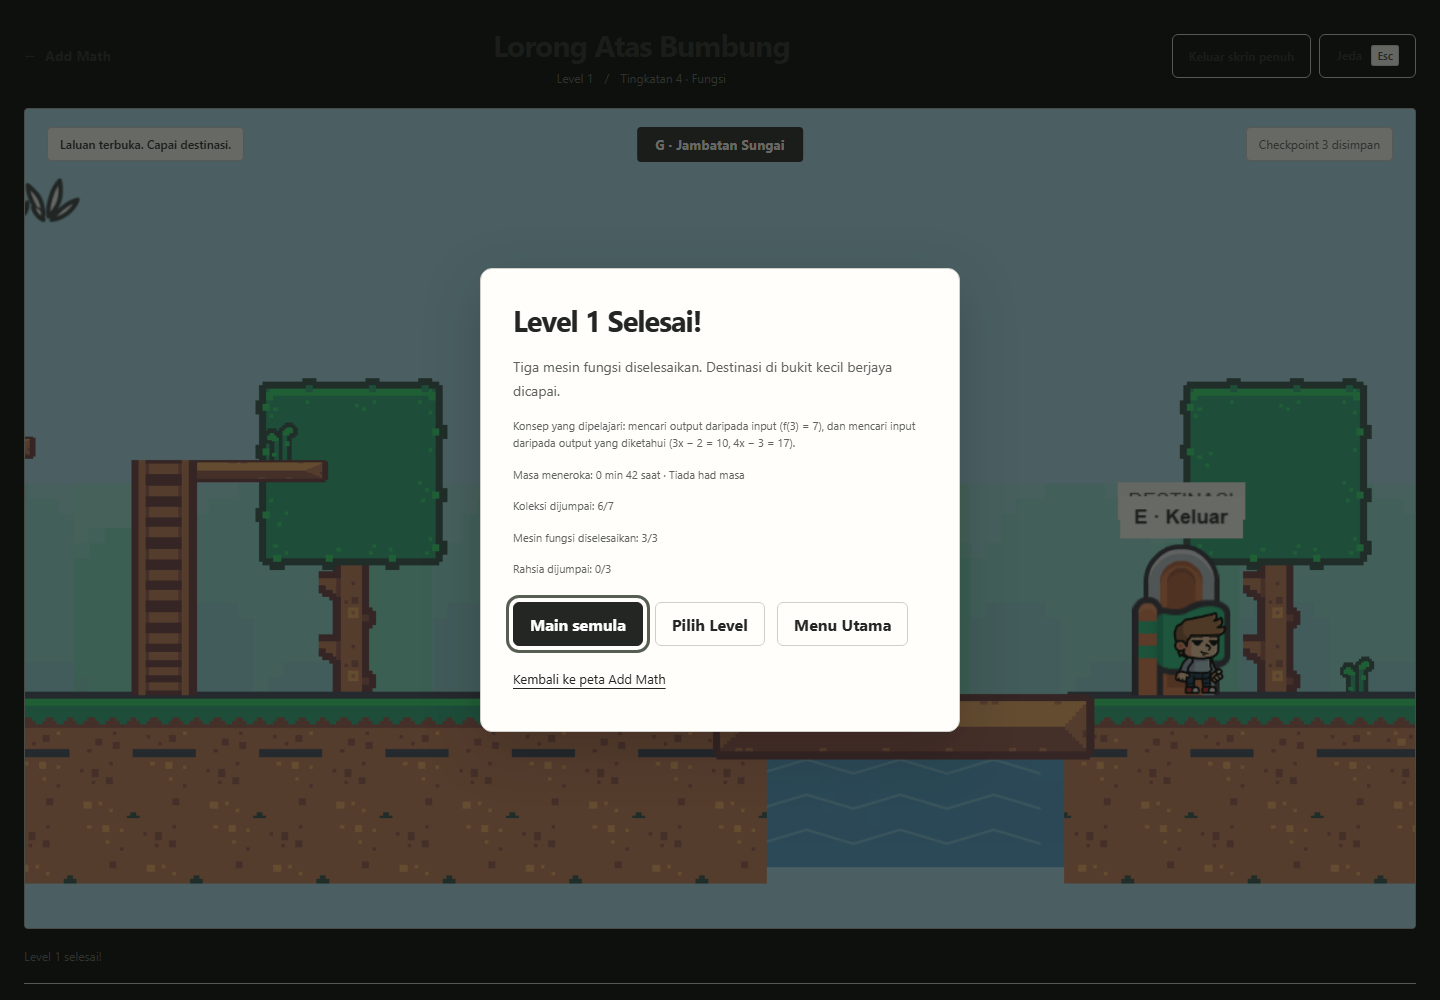 ← Add Math
Lorong Atas Bumbung
Level 1 / Tingkatan 4 · Fungsi
Keluar skrin penuh
Jeda Esc
Laluan terbuka. Capai destinasi.
G · Jambatan Sungai
Checkpoint 3 disimpan
Level 1 Selesai!
Tiga mesin fungsi diselesaikan. Destinasi di bukit kecil berjaya
dicapai.
Konsep yang dipelajari: mencari output daripada input (f(3) = 7), dan mencari input
daripada output yang diketahui (3x − 2 = 10, 4x − 3 = 17).
Masa meneroka: 0 min 42 saat · Tiada had masa
Koleksi dijumpai: 6/7
Mesin fungsi diselesaikan: 3/3
Rahsia dijumpai: 0/3
DESTINASI
E · Keluar
Main semula
Pilih Level
Menu Utama
Kembali ke peta Add Math
Level 1 selesai!